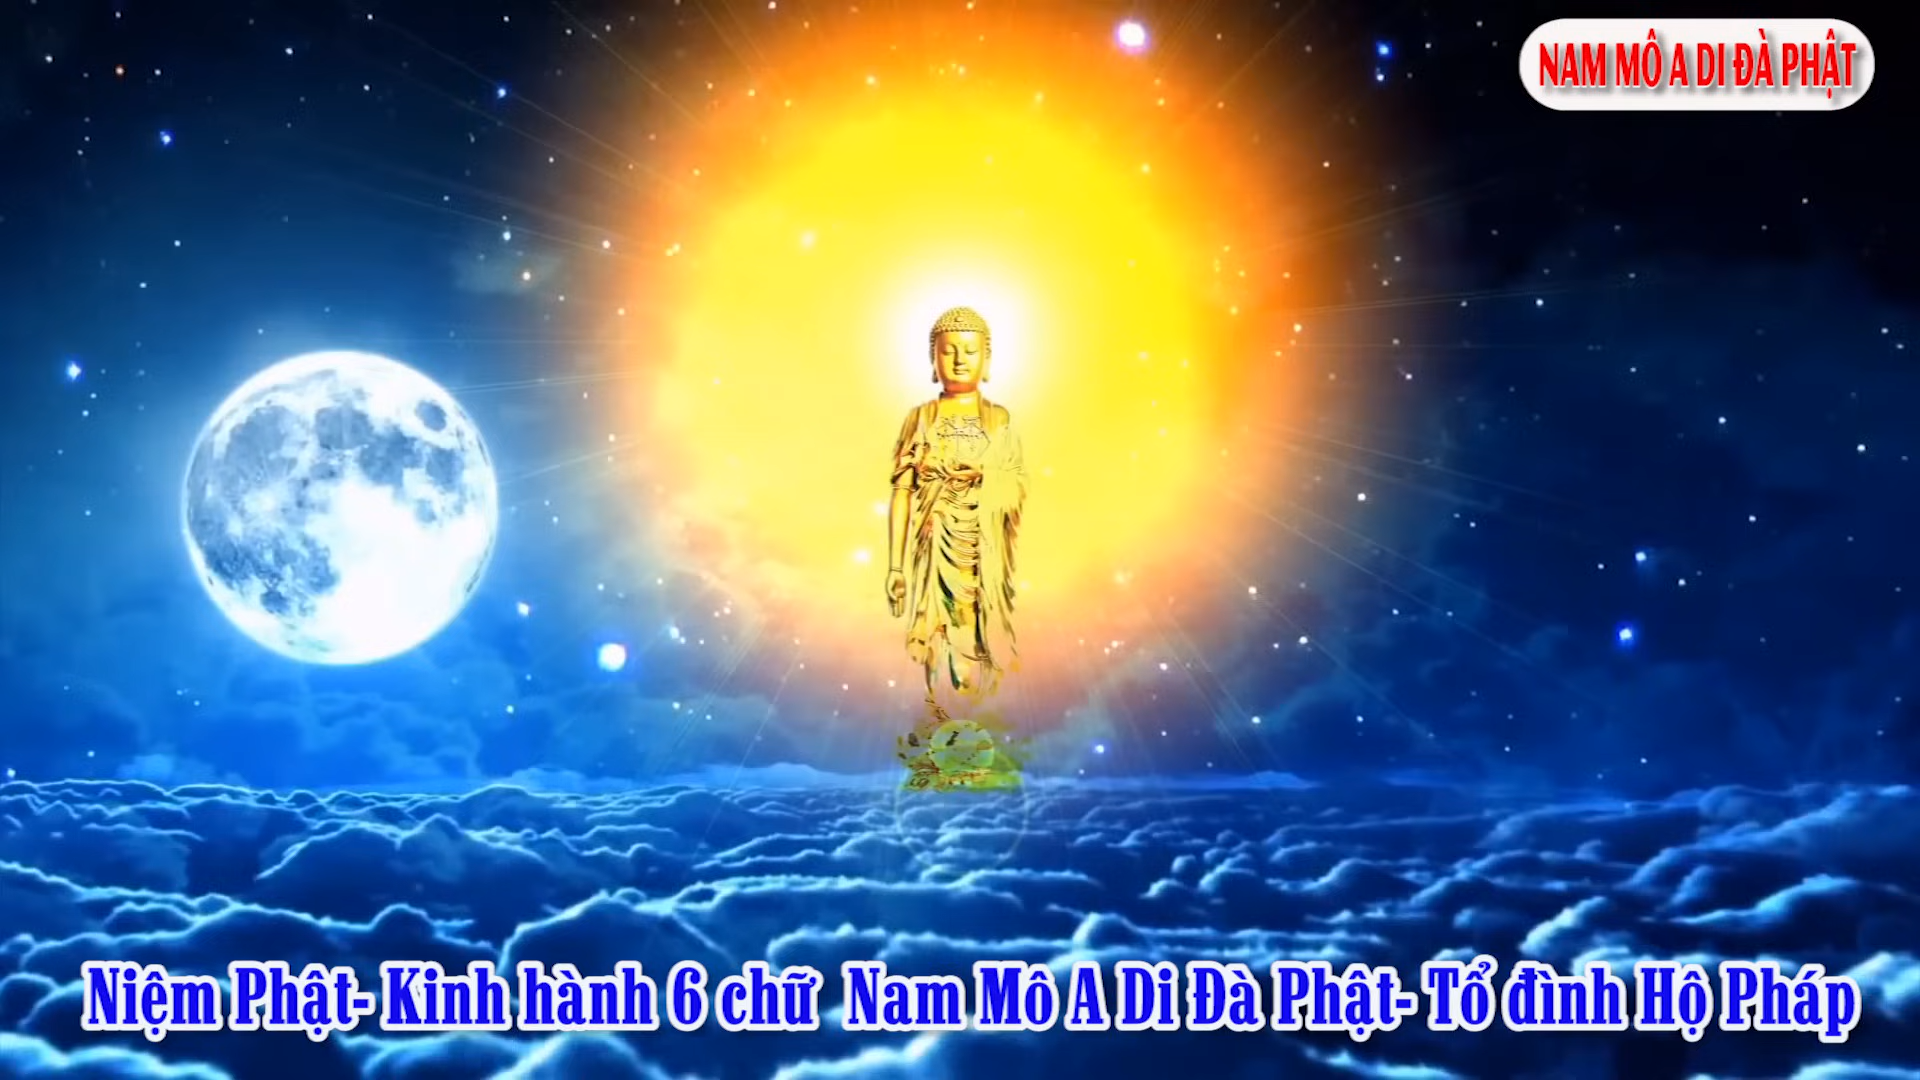 NAM MÔ A DI ĐÀ PHẬT
Niệm Phật- Kinh hành 6 chữ Nam Mô A Di Đà Phật- Tổ đình Hộ Pháp